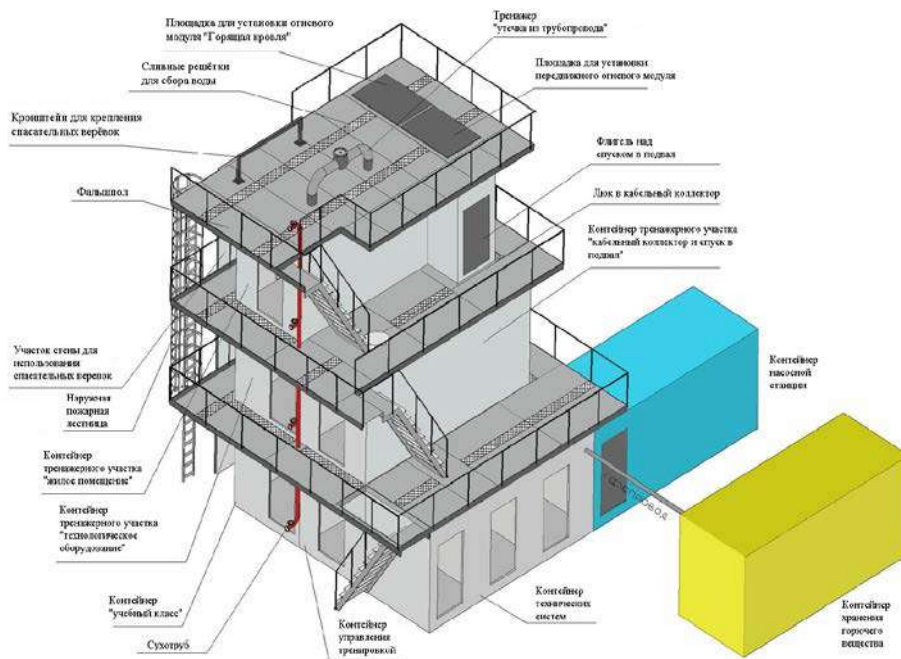 Площадка для установки огневого
модуля "Горящая кровля"
Сливные решётки
для сбора воды
Кронштейн для крепления
спасательных верёвок
Фальшпол
Тренажер
"утечка из трубопровода"
Площадка для установки
передвижного огневого модуля
Флигель над
спуском в подвал
Люк в кабельный коллектор
Контейнер тренажерного участка
"кабельный коллектор и спуск в
подвал"
Участок стены для
использования
спасательных веревок
Наружная
пожарная
лестница
Контейнер
тренажерного участка
"жилое помещение"
Контейнер
тренажерного участка
"технологическое
оборудование"
Контейнер
"учебный класс"
Сухотруб
Контейнер
управления
тренировкой
Контейнер
технических
систем
Контейнер
насосной
станции
Контейнер
хранения
горючего
вещества